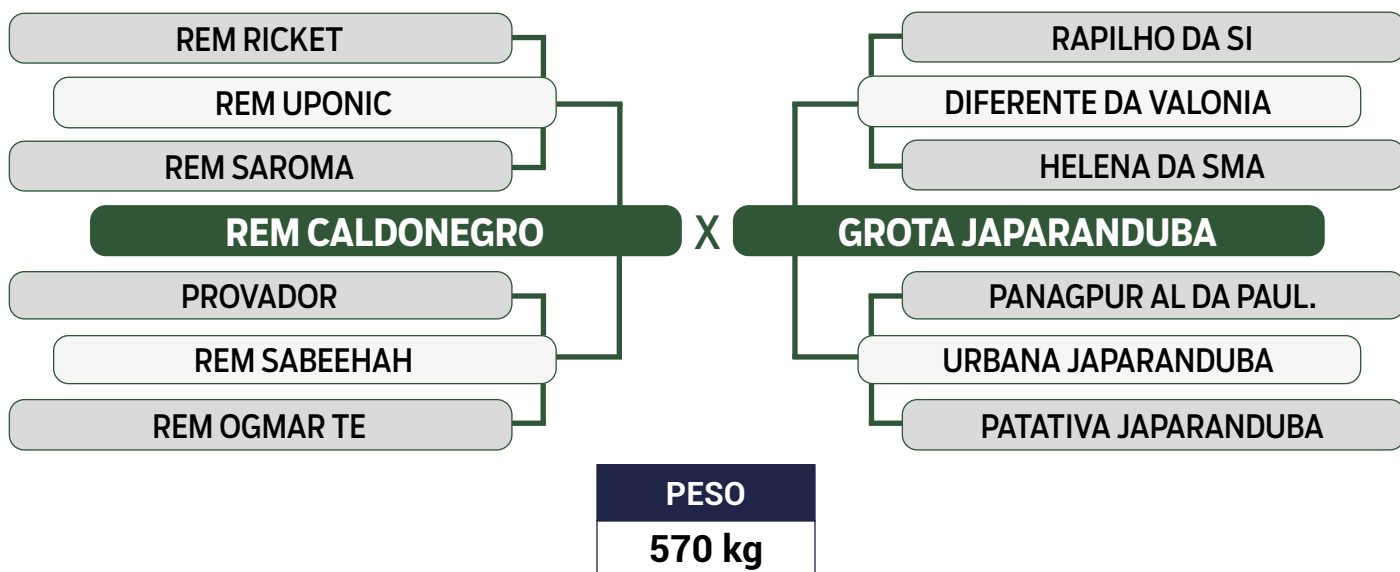 REM RICKET
RAPILHO DA SI
REM UPONIC
DIFERENTE DA VALONIA
REM SAROMA
HELENA DA SMA
REM CALDONEGRO X GROTA JAPARANDUBA
PROVADOR
PANAGPUR AL DA PAUL.
REM SABEEHAH
URBANA JAPARANDUBA
REM OGMAR TE
PATATIVA JAPARANDUBA
PESO
570 kg